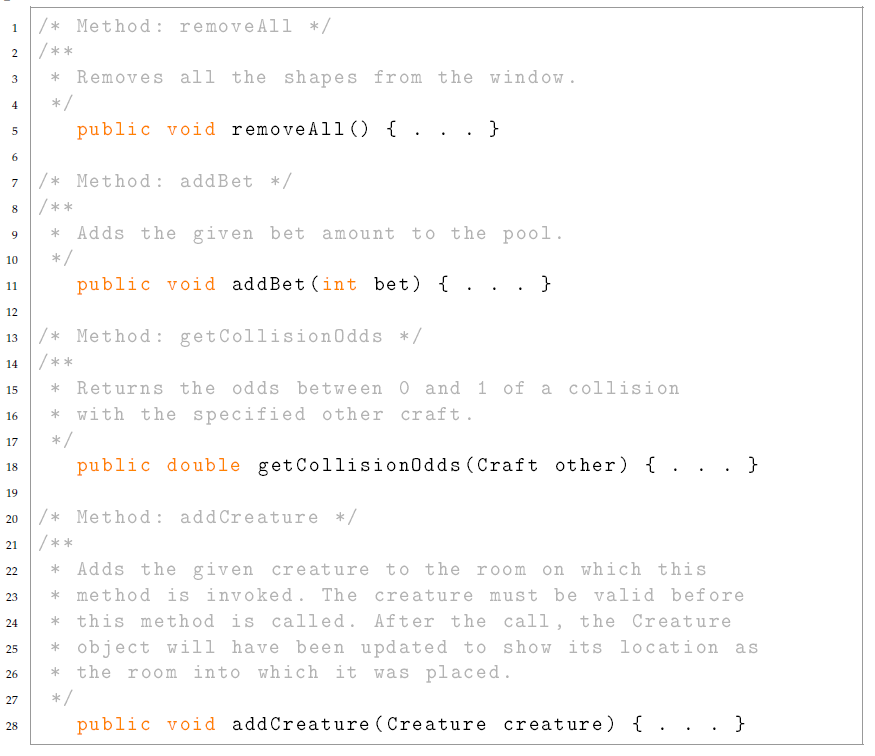 1 /* Method: removeAll */
2 /**
3 * Removes all the shapes from the window.
4 */
5 public void removeAll() { . . . }
6
7 /* Method: addBet */
8 /**
9 * Adds the given bet amount to the pool.
10 */
11 public void addBet(int bet) { . . . }
12
13 /* Method: getCollisionOdds */
14 /**
15 * Returns the odds between 0 and 1 of a collision
16 * with the specified other craft.
17 */
18 public double getCollisionOdds(Craft other) { . . . }
19
20 /* Method: addCreature */
21 /**
22 * Adds the given creature to the room on which this
23 * method is invoked. The creature must be valid before
24 * this method is called. After the call, the Creature
25 * object will have been updated to show its location as
26 * the room into which it was placed.
27 */
28 public void addCreature(Creature creature) { . . . }